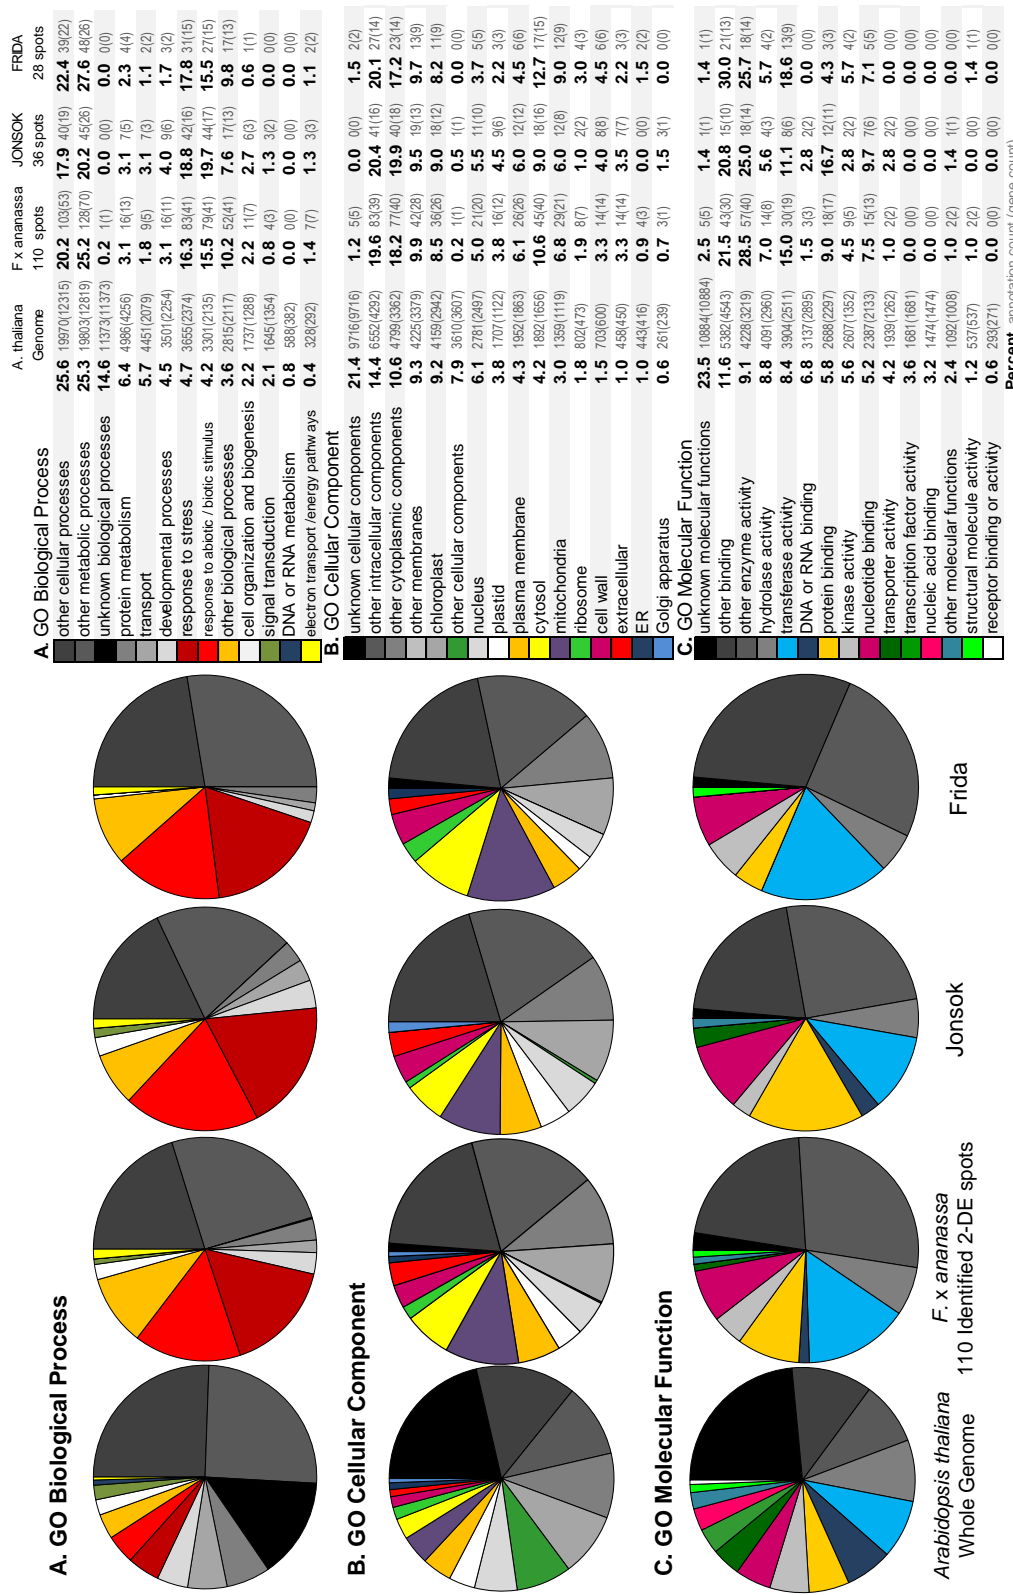 A. GO Biological Process
B. GO Cellular Component
C. GO Molecular Function
Arabidopsis thaliana
Whole Genome
F. x ananassa
110 Identified 2-DE spots
Jonsok
Frida
A. thaliana F x ananassa JONSOK FRIDA
A. GO Biological Process Genome 110 spots 36 spots 28 spots
other cellular processes 25.6 19970(12315) 20.2 103(53) 17.9 40(19) 22.4 39(22)
other metabolic processes 25.3 19803(12819) 25.2 128(70) 20.2 45(26) 27.6 48(26)
unknown biological processes 14.6 11373(11373) 0.2 1(1) 0.0 0(0) 0.0 0(0)
protein metabolism 6.4 4986(4256) 3.1 16(13) 3.1 7(5) 2.3 4(4)
transport 5.7 4451(2079) 1.8 9(5) 3.1 7(3) 1.1 2(2)
developmental processes 4.5 3501(2254) 3.1 16(11) 4.0 9(6) 1.7 3(2)
response to stress 4.7 3655(2374) 16.3 83(41) 18.8 42(16) 17.8 31(15)
response to abiotic / biotic stimulus 4.2 3301(2135) 15.5 79(41) 19.7 44(17) 15.5 27(15)
other biological processes 3.6 2815(2117) 10.2 52(41) 7.6 17(13) 9.8 17(13)
cell organization and biogenesis 2.2 1737(1288) 2.2 11(7) 2.7 6(3) 0.6 1(1)
signal transduction 2.1 1645(1354) 0.8 4(3) 1.3 3(2) 0.0 0(0)
DNA or RNA metabolism 0.8 588(382) 0.0 0(0) 0.0 0(0) 0.0 0(0)
electron transport /energy pathways 0.4 328(292) 1.4 7(7) 1.3 3(3) 1.1 2(2)
B. GO Cellular Component
unknown cellular components 21.4 9716(9716) 1.2 5(5) 0.0 0(0) 1.5 2(2)
other intracellular components 14.4 6552(4292) 19.6 83(39) 20.4 41(16) 20.1 27(14)
other cytoplasmic components 10.6 4799(3362) 18.2 77(40) 19.9 40(18) 17.2 23(14)
other membranes 9.3 4225(3379) 9.9 42(28) 9.5 19(13) 9.7 13(9)
chloroplast 9.2 4159(2942) 8.5 36(26) 9.0 18(12) 8.2 11(9)
other cellular components 7.9 3610(3607) 0.2 1(1) 0.5 1(1) 0.0 0(0)
nucleus 6.1 2781(2497) 5.0 21(20) 5.5 11(10) 3.7 5(5)
plastid 3.8 1707(1122) 3.8 16(12) 4.5 9(6) 2.2 3(3)
plasma membrane 4.3 1952(1863) 6.1 26(26) 6.0 12(12) 4.5 6(6)
cytosol 4.2 1892(1656) 10.6 45(40) 9.0 18(16) 12.7 17(15)
mitochondria 3.0 1359(1119) 6.8 29(21) 6.0 12(8) 9.0 12(9)
ribosome 1.8 802(473) 1.9 8(7) 1.0 2(2) 3.0 4(3)
cell wall 1.5 703(600) 3.3 14(14) 4.0 8(8) 4.5 6(6)
extracellular 1.0 458(450) 3.3 14(14) 3.5 7(7) 2.2 3(3)
ER 1.0 443(416) 0.9 4(3) 0.0 0(0) 1.5 2(2)
Golgi apparatus 0.6 261(239) 0.7 3(1) 1.5 3(1) 0.0 0(0)
C. GO Molecular Function
unknown molecular functions 23.5 10884(10884) 2.5 5(5) 1.4 1(1) 1.4 1(1)
other binding 11.6 5382(4543) 21.5 43(30) 20.8 15(10) 30.0 21(13)
other enzyme activity 9.1 4228(3219) 28.5 57(40) 25.0 18(14) 25.7 18(14)
hydrolase activity 8.8 4091(2960) 7.0 14(8) 5.6 4(3) 5.7 4(2)
transferase activity 8.4 3904(2511) 15.0 30(19) 11.1 8(6) 18.6 13(9)
DNA or RNA binding 6.8 3137(2895) 1.5 3(3) 2.8 2(2) 0.0 0(0)
protein binding 5.8 2688(2297) 9.0 18(17) 16.7 12(11) 4.3 3(3)
kinase activity 5.6 2607(1352) 4.5 9(5) 2.8 2(2) 5.7 4(2)
nucleotide binding 5.2 2387(2133) 7.5 15(13) 9.7 7(6) 7.1 5(5)
transporter activity 4.2 1939(1262) 1.0 2(2) 2.8 2(2) 0.0 0(0)
transcription factor activity 3.6 1681(1681) 0.0 0(0) 0.0 0(0) 0.0 0(0)
nucleic acid binding 3.2 1474(1474) 0.0 0(0) 0.0 0(0) 0.0 0(0)
other molecular functions 2.4 1092(1008) 1.0 2(2) 1.4 1(1) 0.0 0(0)
structural molecule activity 1.2 537(537) 1.0 2(2) 0.0 0(0) 1.4 1(1)
receptor binding or activity 0.6 293(271) 0.0 0(0) 0.0 0(0) 0.0 0(0)
Percent annotation count (gene count)